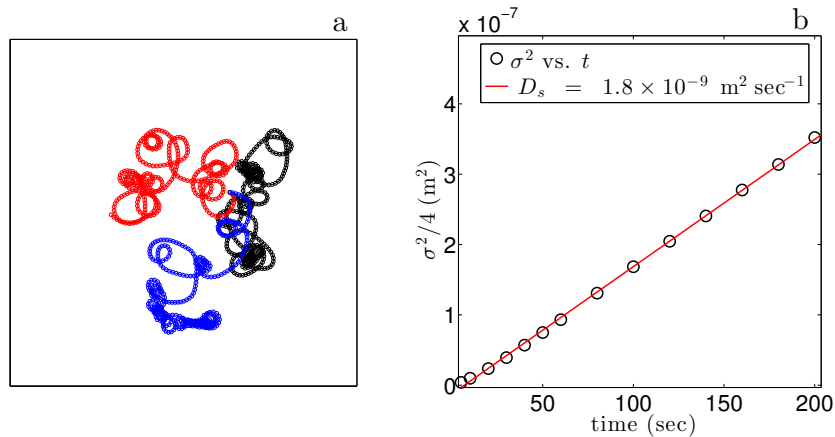 a
b
× 10⁻⁷
σ² vs. t
Dₛ = 1.8 × 10⁻⁹ m² sec⁻¹
4
3
2
1
0
σ²/4 (m²)
50 100 150 200
time (sec)